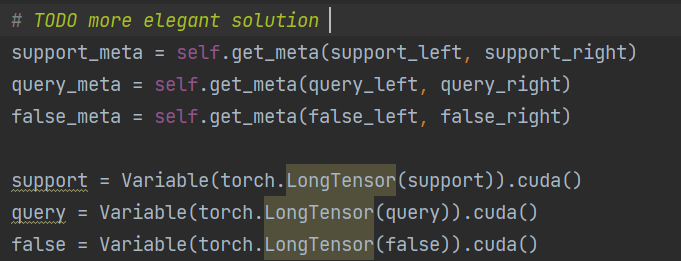 # TODO more elegant solution
support_meta = self.get_meta(support_left, support_right)
query_meta = self.get_meta(query_left, query_right)
false_meta = self.get_meta(false_left, false_right)
support = Variable(torch.LongTensor(support)).cuda()
query = Variable(torch.LongTensor(query)).cuda()
false = Variable(torch.LongTensor(false)).cuda()